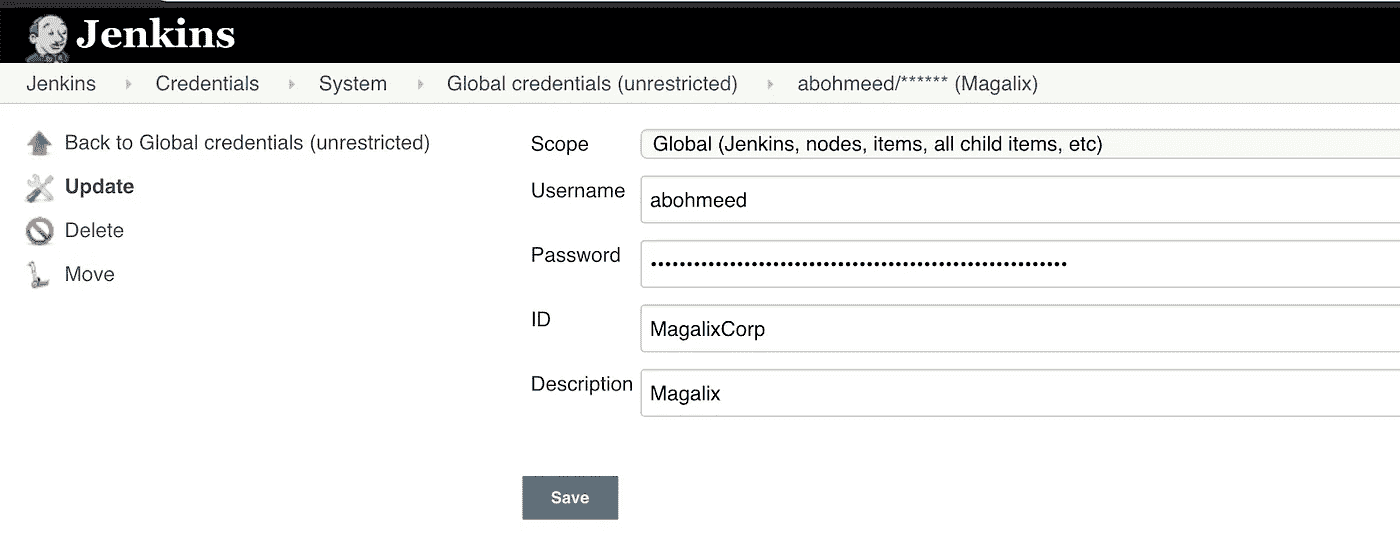 Jenkins
Jenkins Credentials System Global credentials (unrestricted) abohmeed/****** (Magalix)
Back to Global credentials (unrestricted)
Update
Delete
Move
Scope Global (Jenkins, nodes, items, all child items, etc)
Username abohmeed
Password ••••••••••••••••••••••••••••••••••••••••••••••••••••••••••
ID MagalixCorp
Description Magalix
Save